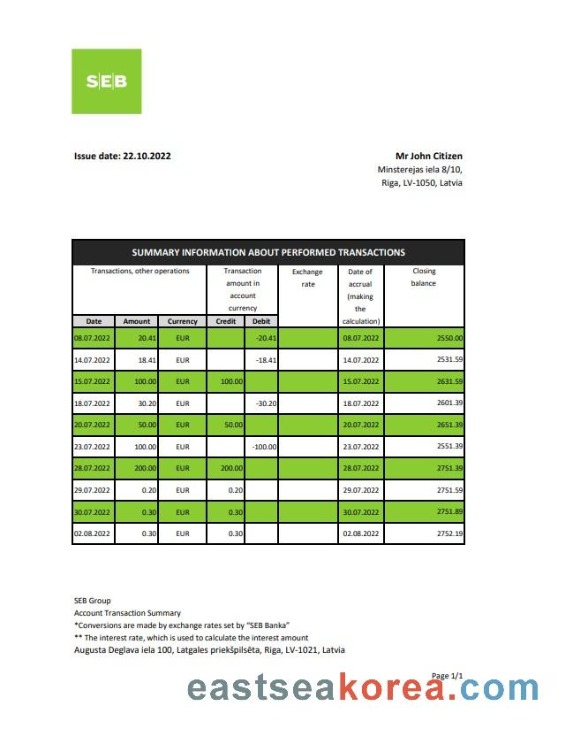 S|E|B
Issue date: 22.10.2022
Mr John Citizen
Minsterejas iela 8/10,
Riga, LV-1050, Latvia
SUMMARY INFORMATION ABOUT PERFORMED TRANSACTIONS
Transactions, other operations Transaction amount in account currency Exchange rate Date of accrual (making the calculation) Closing balance
Date Amount Currency Credit Debit
08.07.2022 20.41 EUR -20.41 08.07.2022 2550.00
14.07.2022 18.41 EUR -18.41 14.07.2022 2531.59
15.07.2022 100.00 EUR 100.00 15.07.2022 2631.59
18.07.2022 30.20 EUR -30.20 18.07.2022 2601.39
20.07.2022 50.00 EUR 50.00 20.07.2022 2651.39
23.07.2022 100.00 EUR -100.00 23.07.2022 2551.39
28.07.2022 200.00 EUR 200.00 28.07.2022 2751.39
29.07.2022 0.20 EUR 0.20 29.07.2022 2751.59
30.07.2022 0.30 EUR 0.30 30.07.2022 2751.89
02.08.2022 0.30 EUR 0.30 02.08.2022 2752.19
SEB Group
Account Transaction Summary
*Conversions are made by exchange rates set by “SEB Banka”
** The interest rate, which is used to calculate the interest amount
Augusta Deglava iela 100, Latgales priekšpilsēta, Riga, LV-1021, Latvia
Page 1/1
eastseakorea.com